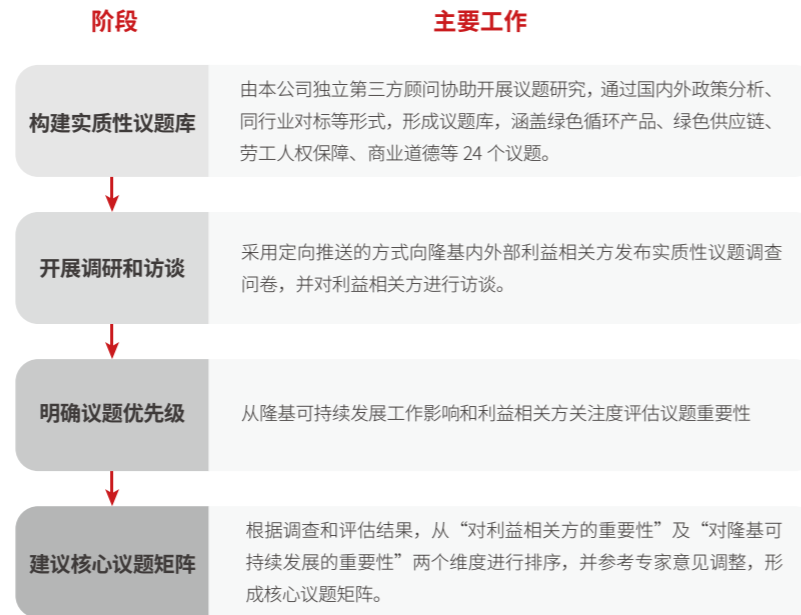 阶段 主要工作
构建实质性议题库
由本公司独立第三方顾问协助开展议题研究，通过国内外政策分析、
同行业对标等形式，形成议题库，涵盖绿色循环产品、绿色供应链、
劳工人权保障、商业道德等 24 个议题。
开展调研和访谈
采用定向推送的方式向隆基内外部利益相关方发布实质性议题调查
问卷，并对利益相关方进行访谈。
明确议题优先级
从隆基可持续发展工作影响和利益相关方关注度评估议题重要性
建议核心议题矩阵
根据调查和评估结果，从“对利益相关方的重要性”及“对隆基可
持续发展的重要性”两个维度进行排序，并参考专家意见调整，形
成核心议题矩阵。